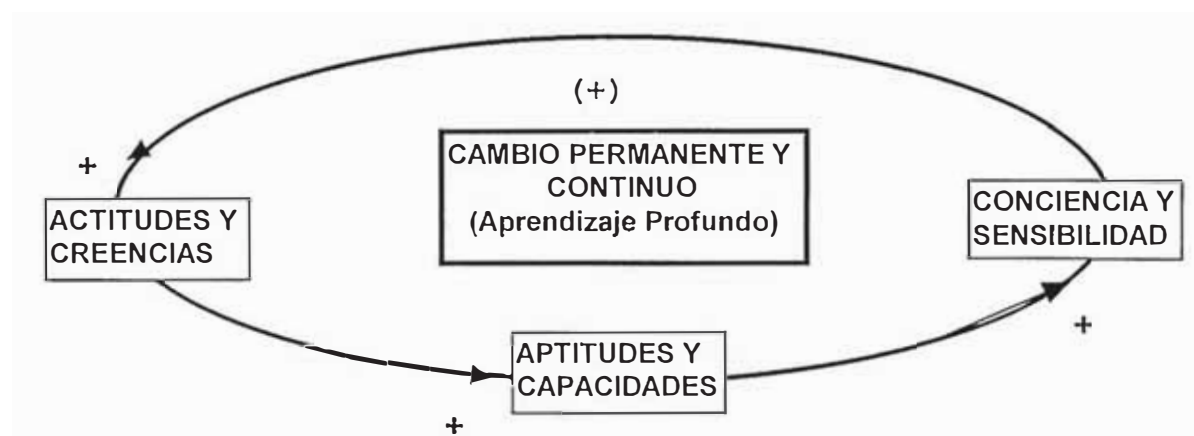 (+)
+
CAMBIO PERMANENTE Y
CONTINUO
(Aprendizaje Profundo)
ACTITUDES Y
CREENCIAS
CONCIENCIA Y
SENSIBILIDAD
+
APTITUDES Y
CAPACIDADES
+